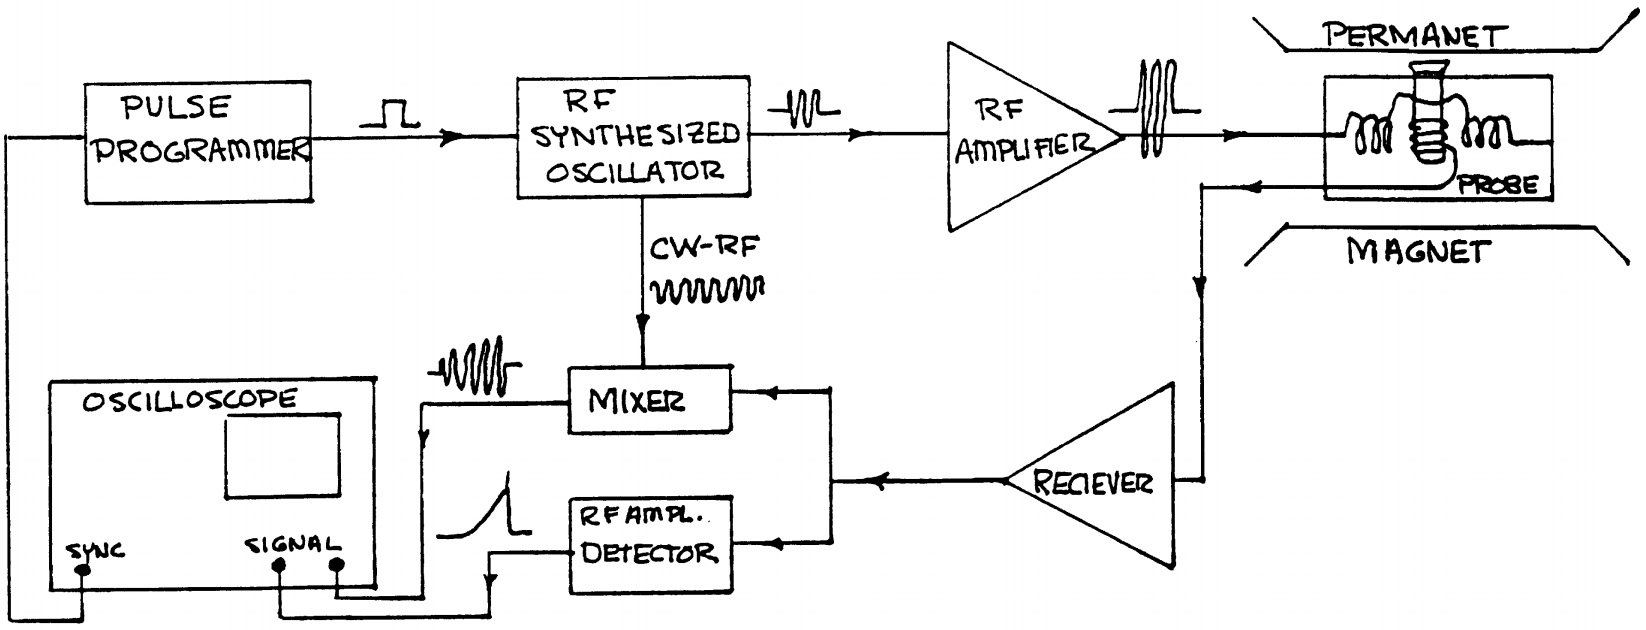 PERMANET
PULSE
PROGRAMMER
RF
SYNTHESIZED
OSCILLATOR
RF
AMPLIFIER
PROBE
MAGNET
CW-RF
OSCILLOSCOPE
MIXER
RECIEVER
RF AMPL.
DETECTOR
SYNC
SIGNAL